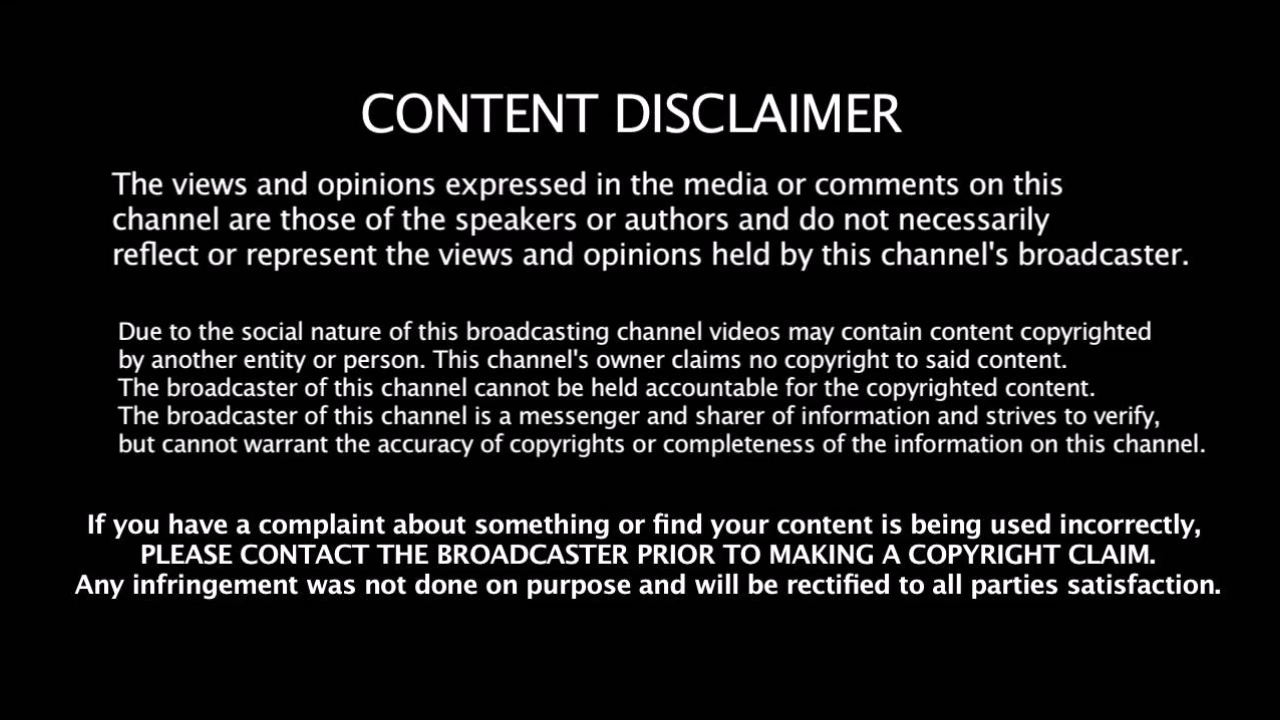 CONTENT DISCLAIMER
The views and opinions expressed in the media or comments on this
channel are those of the speakers or authors and do not necessarily
reflect or represent the views and opinions held by this channel's broadcaster.
Due to the social nature of this broadcasting channel videos may contain content copyrighted
by another entity or person. This channel's owner claims no copyright to said content.
The broadcaster of this channel cannot be held accountable for the copyrighted content.
The broadcaster of this channel is a messenger and sharer of information and strives to verify,
but cannot warrant the accuracy of copyrights or completeness of the information on this channel.
If you have a complaint about something or find your content is being used incorrectly,
PLEASE CONTACT THE BROADCASTER PRIOR TO MAKING A COPYRIGHT CLAIM.
Any infringement was not done on purpose and will be rectified to all parties satisfaction.